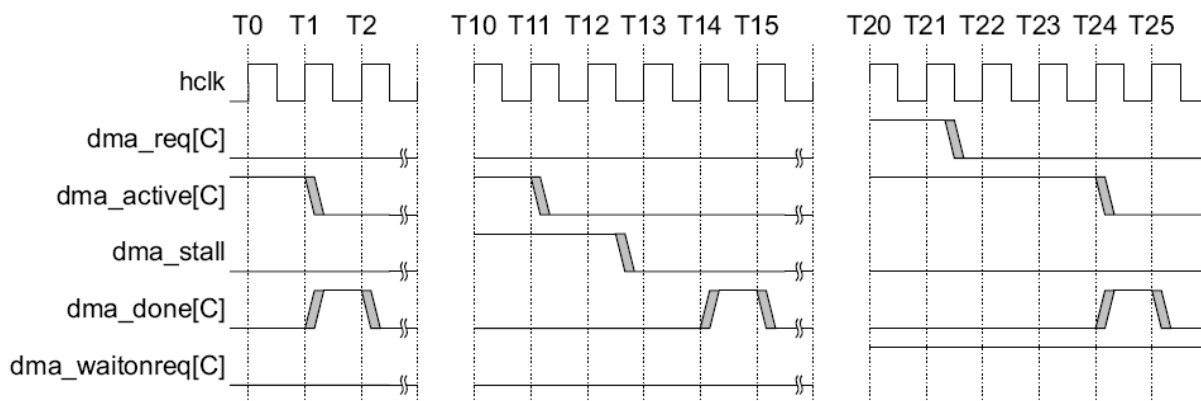 T0 T1 T2 T10 T11 T12 T13 T14 T15 T20 T21 T22 T23 T24 T25
hclk
dma_req[C]
dma_active[C]
dma_stall
dma_done[C]
dma_waitonreq[C]